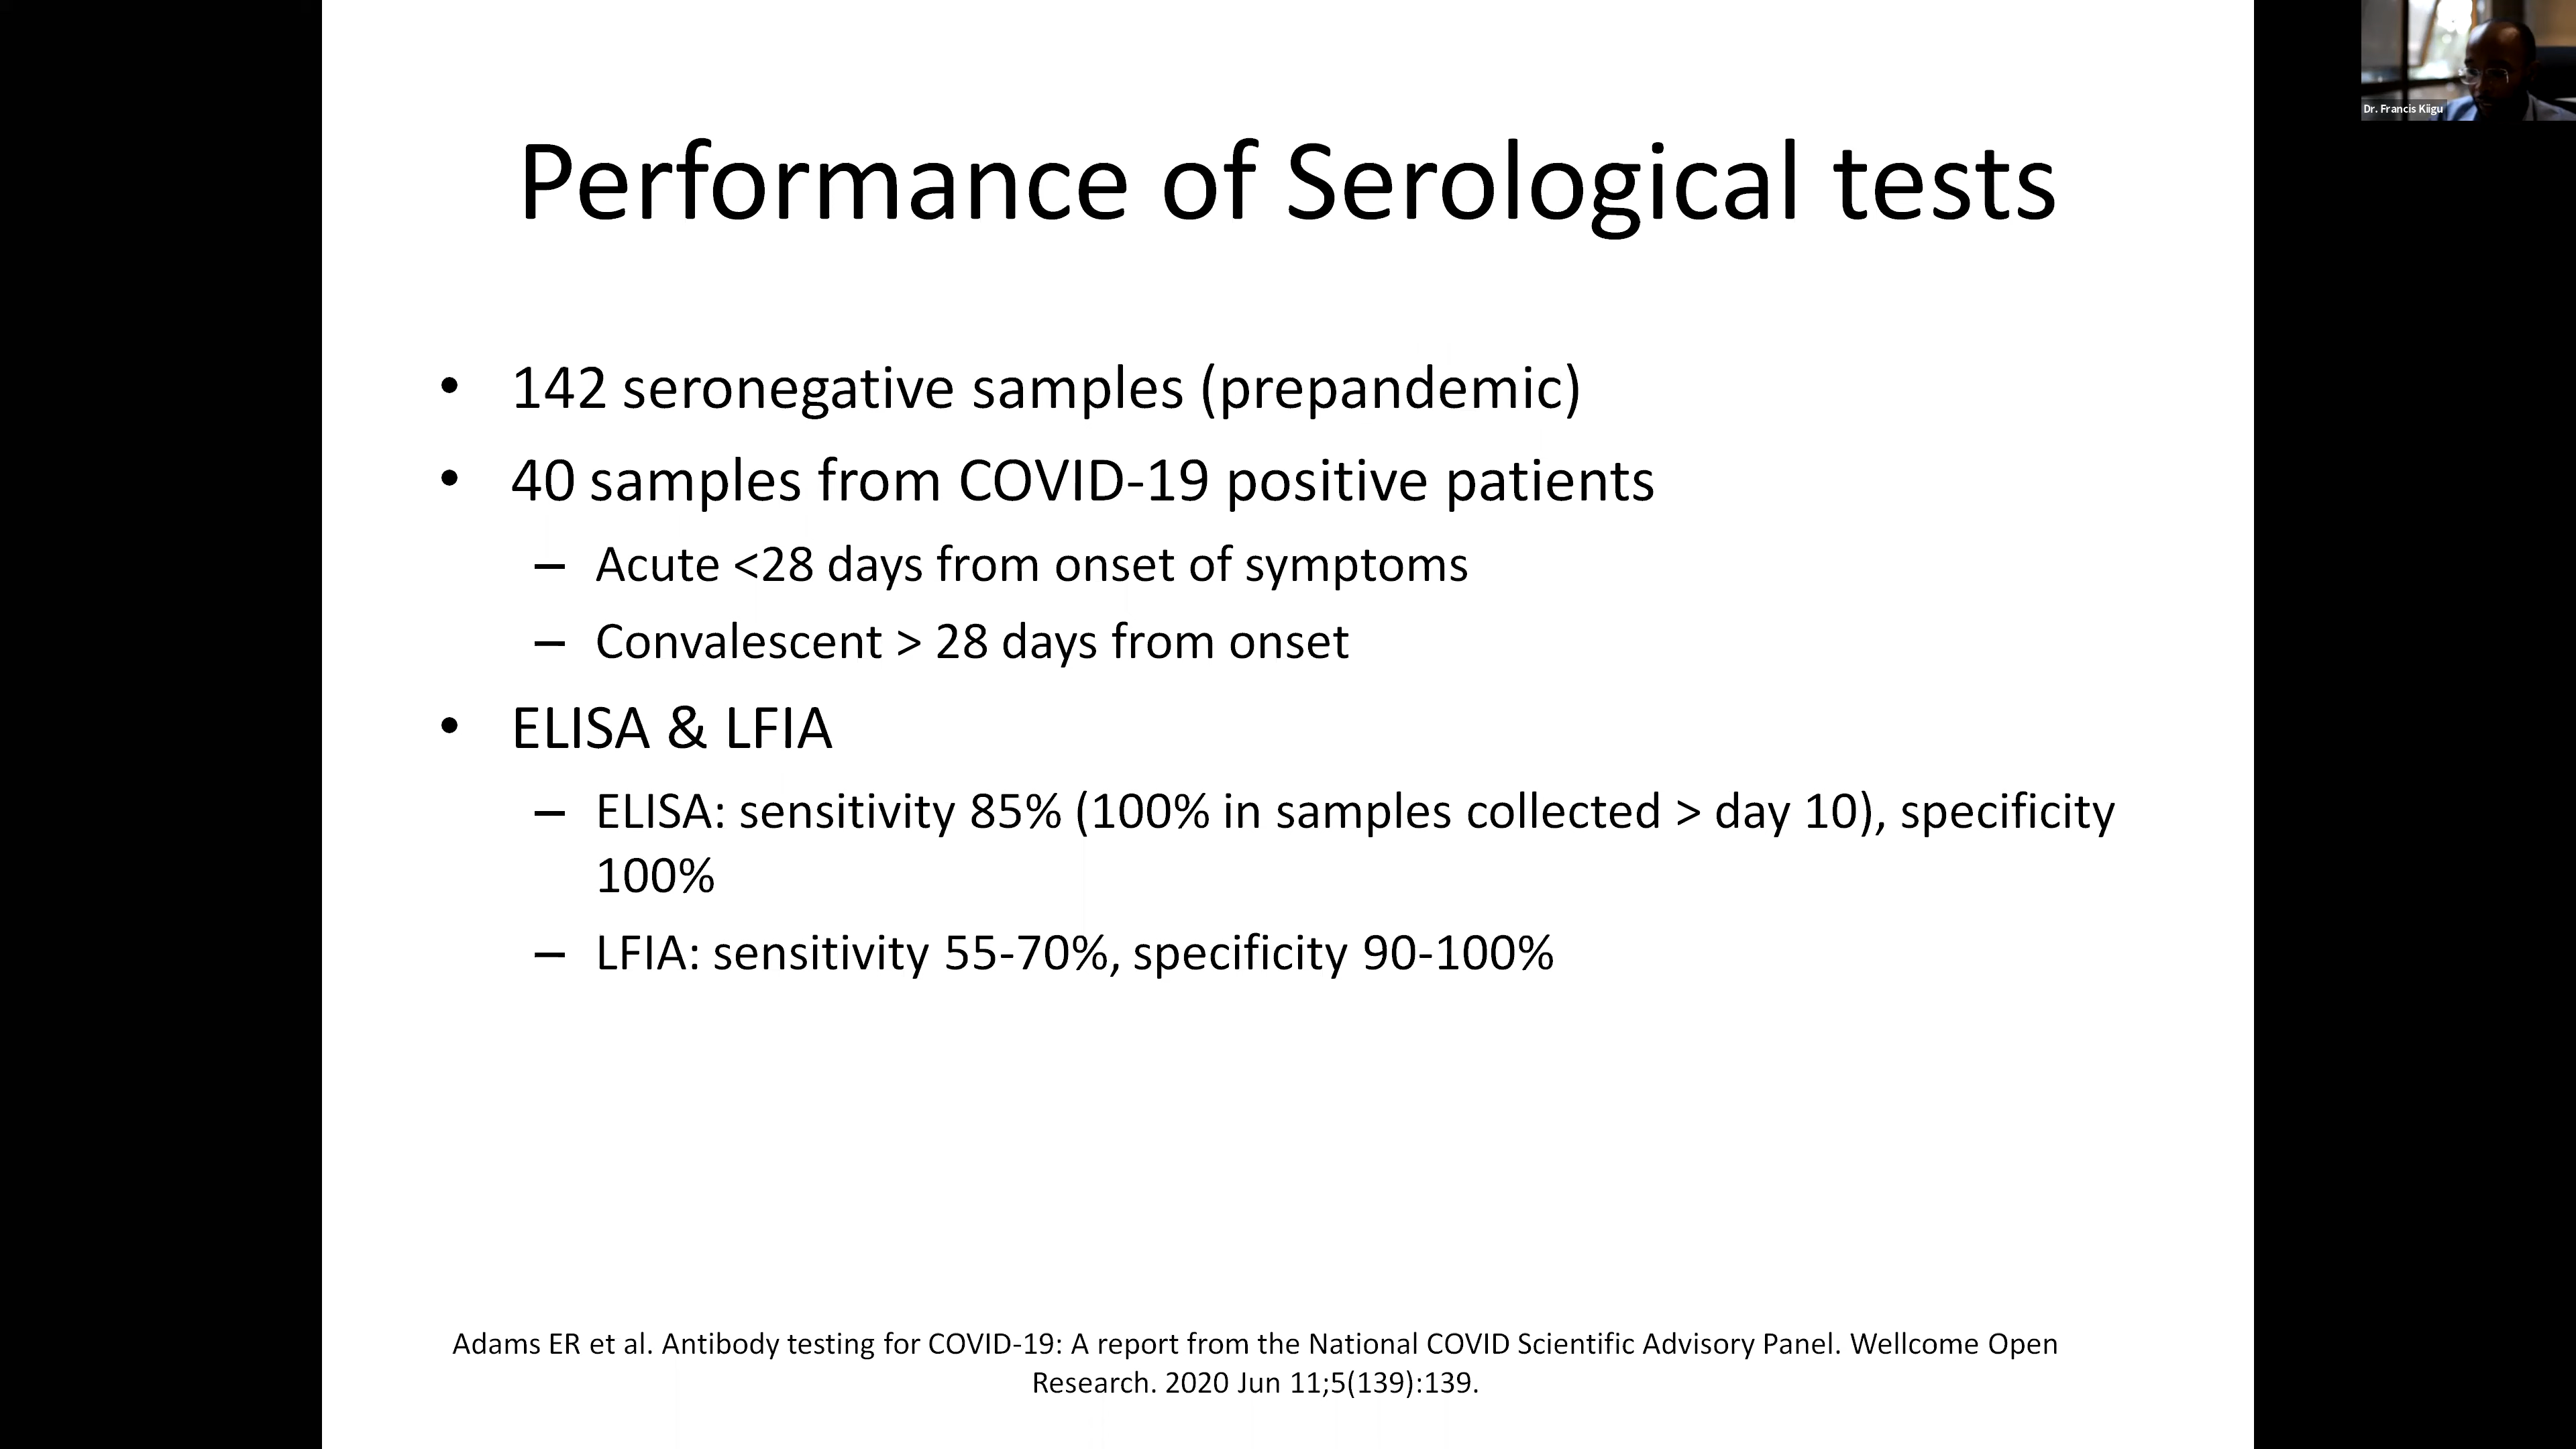 Performance of Serological tests
• 142 seronegative samples (prepandemic)
• 40 samples from COVID-19 positive patients
– Acute <28 days from onset of symptoms
– Convalescent > 28 days from onset
• ELISA & LFIA
– ELISA: sensitivity 85% (100% in samples collected > day 10), specificity
100%
– LFIA: sensitivity 55-70%, specificity 90-100%
Adams ER et al. Antibody testing for COVID-19: A report from the National COVID Scientific Advisory Panel. Wellcome Open
Research. 2020 Jun 11;5(139):139.
Dr. Francis Kiigu